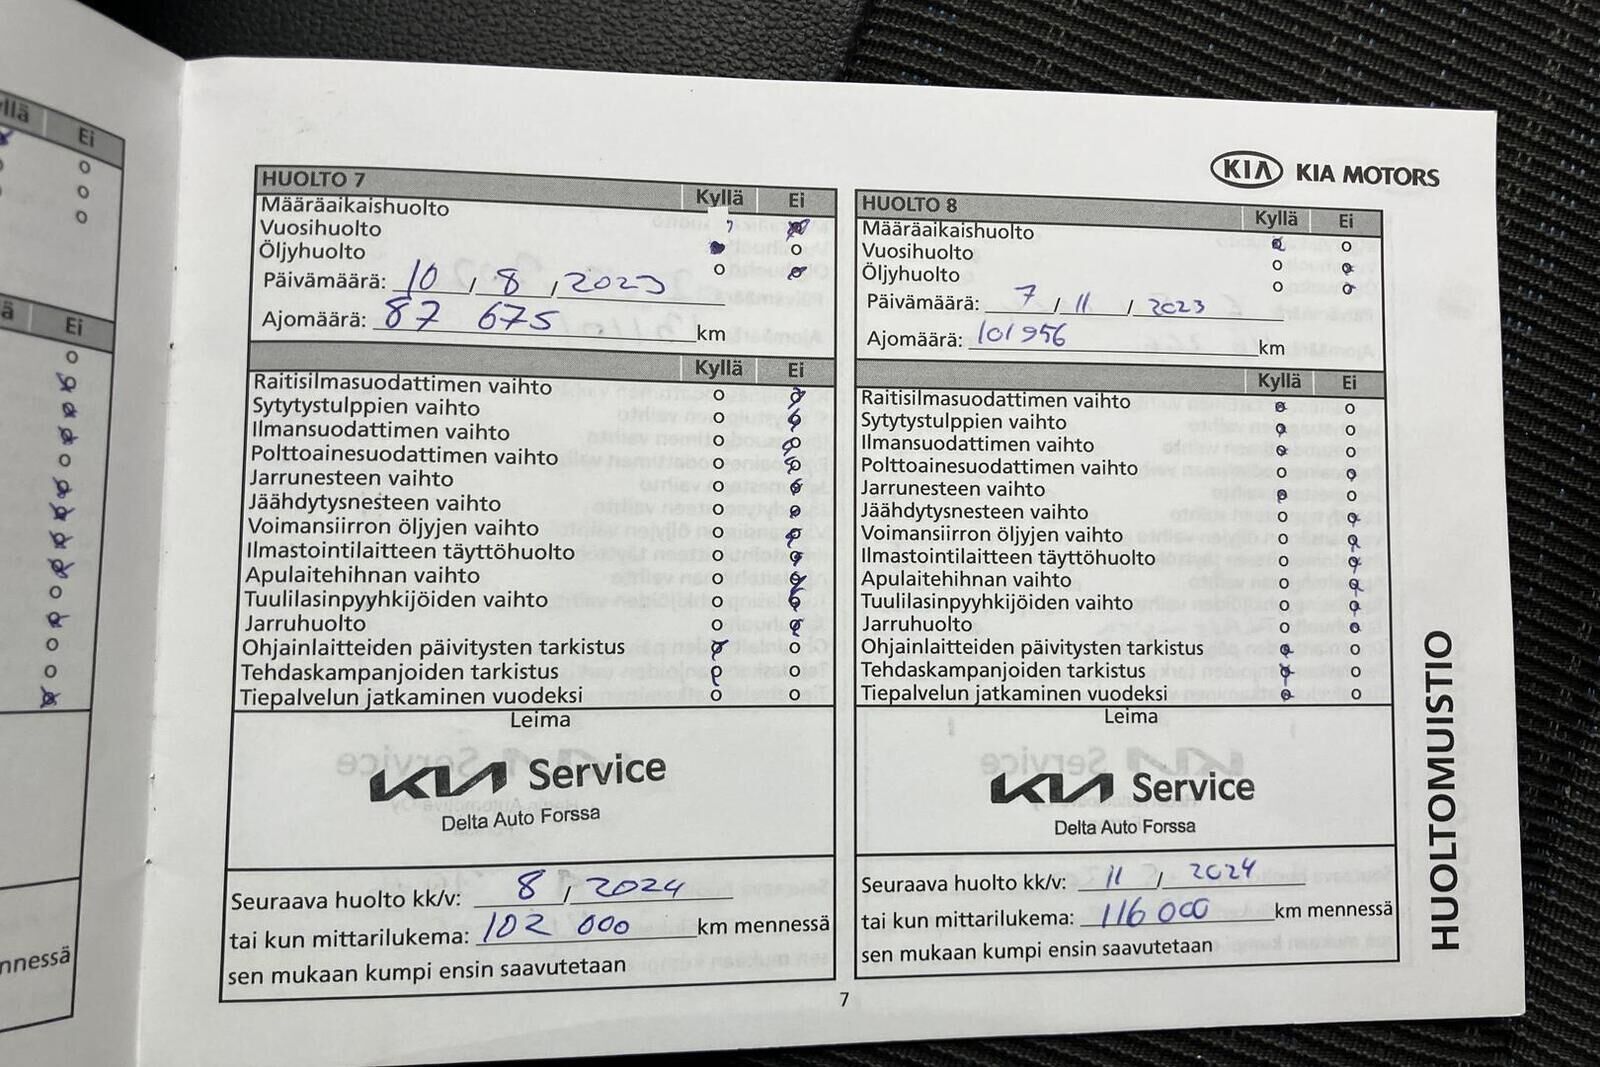 llä Ei
ä Ei
nnessä
KIA KIA MOTORS
HUOLTO 7 Kyllä Ei
Määräaikaishuolto
Vuosihuolto
Öljyhuolto
Päivämäärä: 10 / 8 / 2023
Ajomäärä: 87 675 km
Kyllä Ei
Raitisilmasuodattimen vaihto
Sytytystulppien vaihto
Ilmansuodattimen vaihto
Polttoainesuodattimen vaihto
Jarrunesteen vaihto
Jäähdytysnesteen vaihto
Voimansiirron öljyjen vaihto
Ilmastointilaitteen täyttöhuolto
Apulaitehihnan vaihto
Tuulilasinpyyhkijöiden vaihto
Jarruhuolto
Ohjainlaitteiden päivitysten tarkistus
Tehdaskampanjoiden tarkistus
Tiepalvelun jatkaminen vuodeksi
Leima
KIA Service
Delta Auto Forssa
Seuraava huolto kk/v: 8 / 2024
tai kun mittarilukema: 102 000 km mennessä
sen mukaan kumpi ensin saavutetaan
HUOLTO 8 Kyllä Ei
Määräaikaishuolto
Vuosihuolto
Öljyhuolto
Päivämäärä: 7 / 11 / 2023
Ajomäärä: 101956 km
Kyllä Ei
Raitisilmasuodattimen vaihto
Sytytystulppien vaihto
Ilmansuodattimen vaihto
Polttoainesuodattimen vaihto
Jarrunesteen vaihto
Jäähdytysnesteen vaihto
Voimansiirron öljyjen vaihto
Ilmastointilaitteen täyttöhuolto
Apulaitehihnan vaihto
Tuulilasinpyyhkijöiden vaihto
Jarruhuolto
Ohjainlaitteiden päivitysten tarkistus
Tehdaskampanjoiden tarkistus
Tiepalvelun jatkaminen vuodeksi
Leima
KIA Service
Delta Auto Forssa
Seuraava huolto kk/v: 11 / 2024
tai kun mittarilukema: 116 000 km mennessä
sen mukaan kumpi ensin saavutetaan
HUOLTOMUISTIO
7